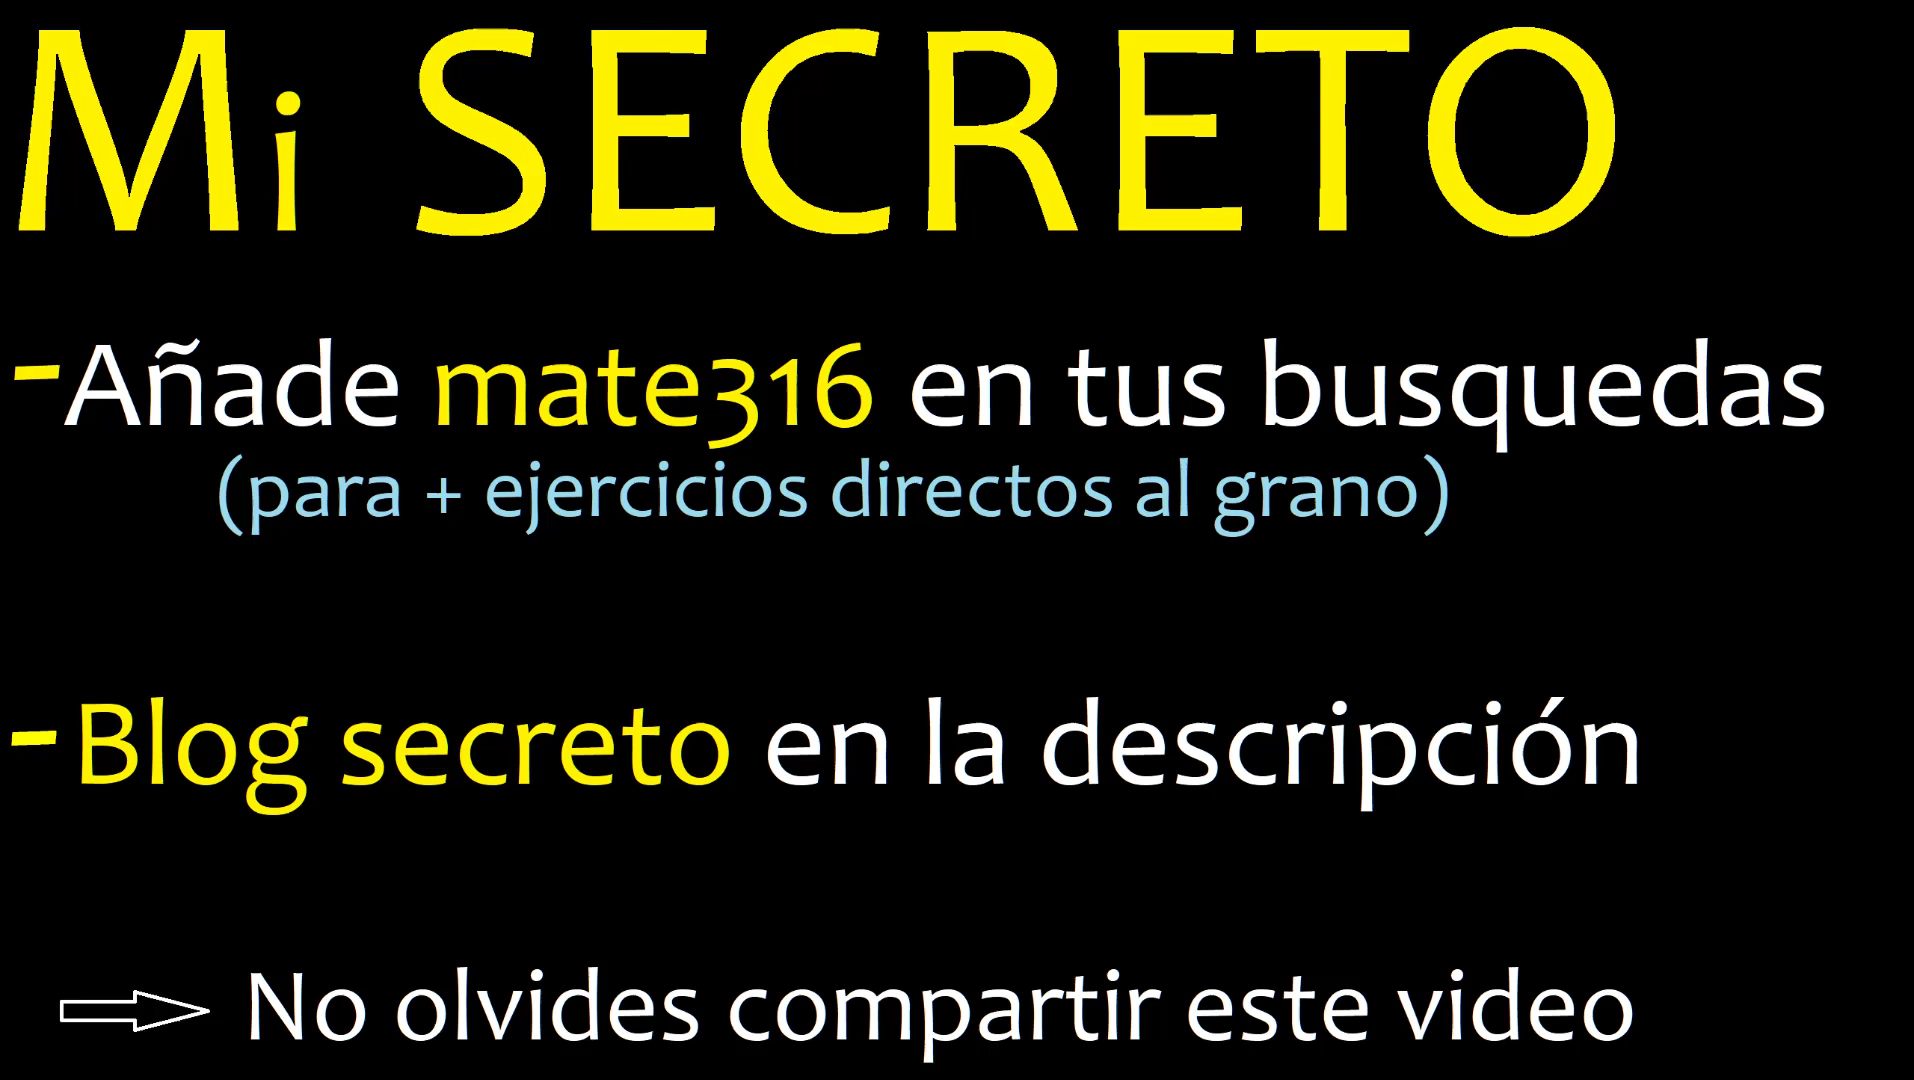 Mi SECRETO
-Añade mate316 en tus busquedas
(para + ejercicios directos al grano)
-Blog secreto en la descripción
No olvides compartir este video